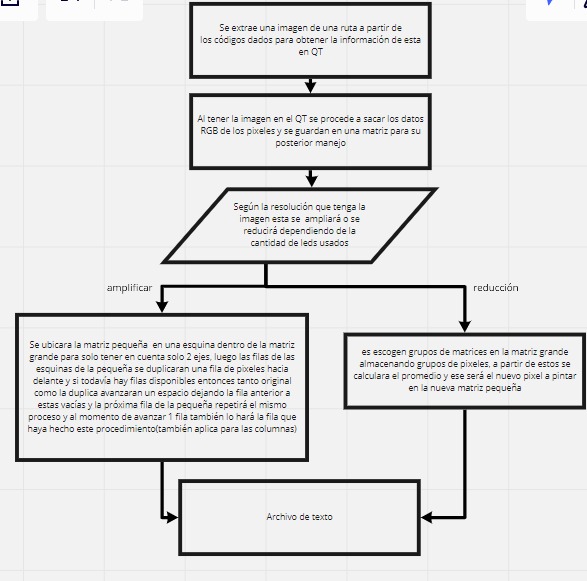 Se extrae una imagen de una ruta a partir de
los códigos dados para obtener la información de esta
en QT
Al tener la imagen en el QT se procede a sacar los datos
RGB de los pixeles y se guardan en una matriz para su
posterior manejo
Según la resolución que tenga la
imagen esta se ampliará o se
reducirá dependiendo de la
cantidad de leds usados
amplificar
reducción
Se ubicara la matriz pequeña en una esquina dentro de la matriz
grande para solo tener en cuenta solo 2 ejes, luego las filas de las
esquinas de la pequeña se duplicaran una fila de pixeles hacia
delante y si todavía hay filas disponibles entonces tanto original
como la duplica avanzaran un espacio dejando la fila anterior a
estas vacías y la próxima fila de la pequeña repetirá el mismo
proceso y al momento de avanzar 1 fila también lo hará la fila que
haya hecho este procedimiento(también aplica para las columnas)
es escogen grupos de matrices en la matriz grande
almacenando grupos de pixeles, a partir de estos se
calculara el promedio y ese será el nuevo pixel a pintar
en la nueva matriz pequeña
Archivo de texto